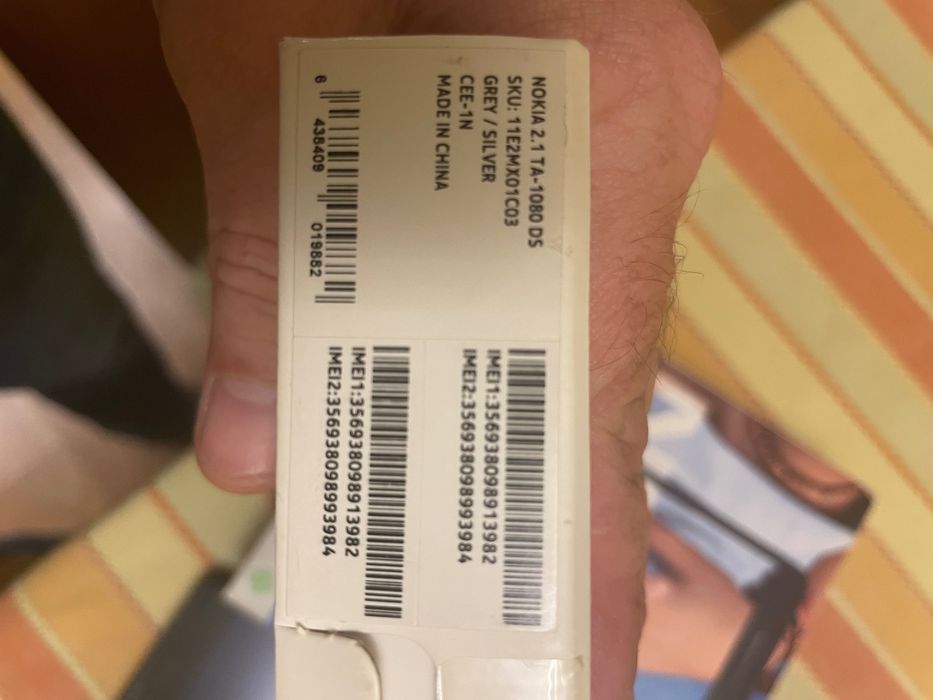 NOKIA 2.1 TA-1080 DS
SKU: 11E2MX01C03
GREY / SILVER
CEE-1N
MADE IN CHINA
6 438409 019882
IMEI1:356938098913982
IMEI2:356938098993984
IMEI1:356938098913982
IMEI2:356938098993984